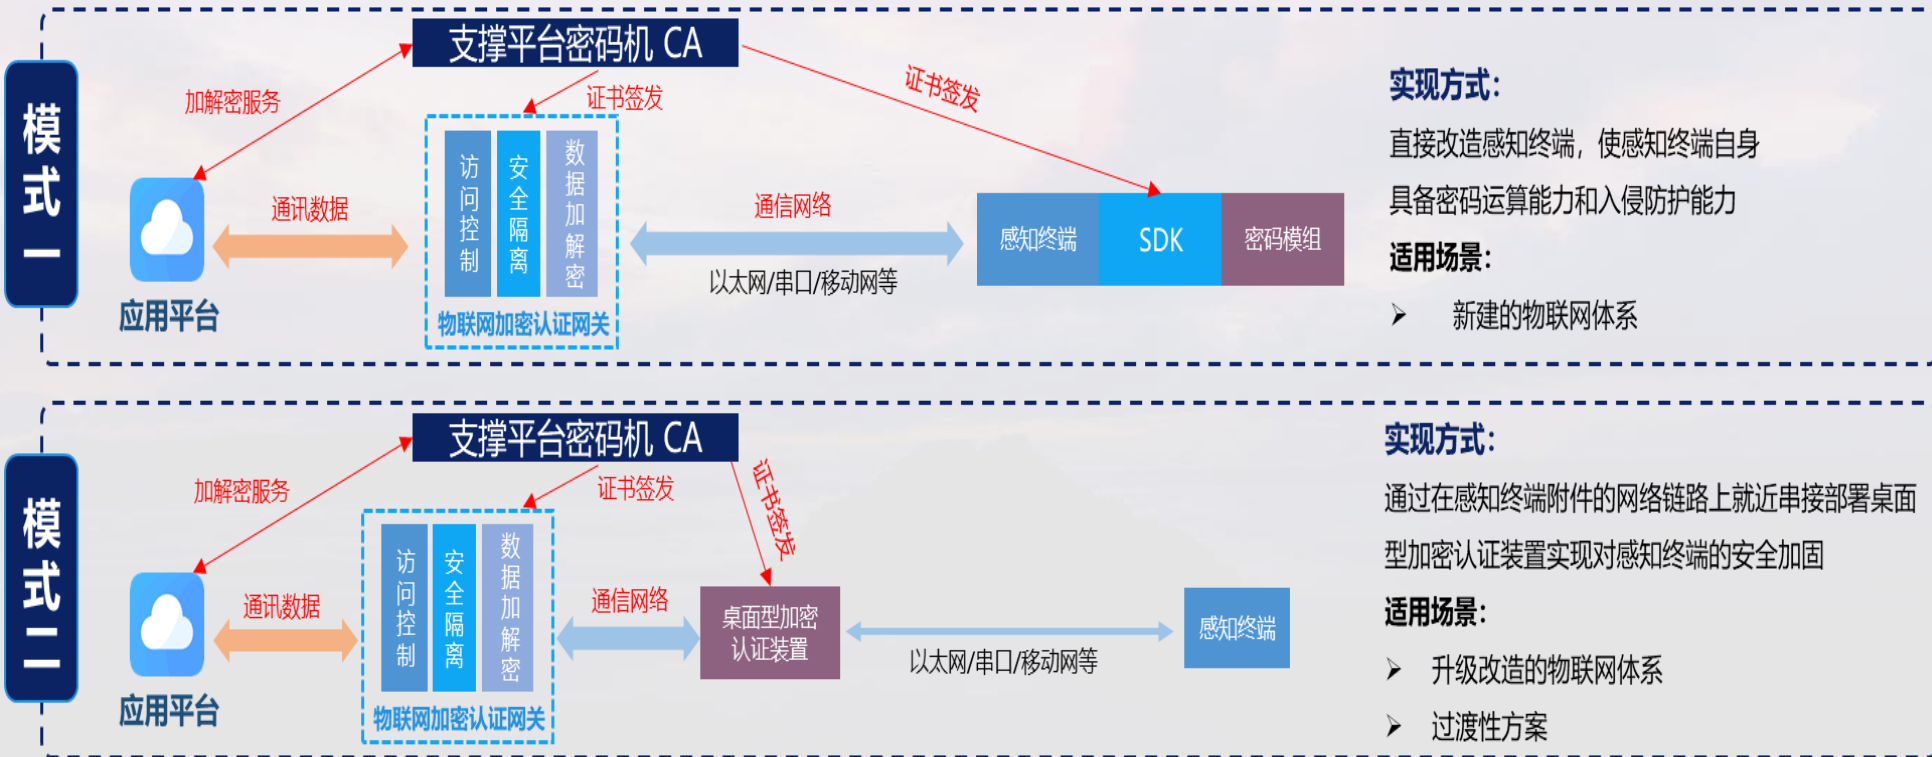 模式一
支撑平台密码机 CA
加解密服务
证书签发
证书签发
访问控制
安全隔离
数据加解密
物联网加密认证网关
通讯数据
应用平台
通信网络
以太网/串口/移动网等
感知终端
SDK
密码模组
实现方式：
直接改造感知终端，使感知终端自身
具备密码运算能力和入侵防护能力
适用场景：
➢ 新建的物联网体系
模式二
支撑平台密码机 CA
加解密服务
证书签发
证书签发
访问控制
安全隔离
数据加解密
物联网加密认证网关
通讯数据
应用平台
通信网络
桌面型加密
认证装置
以太网/串口/移动网等
感知终端
实现方式：
通过在感知终端附件的网络链路上就近串接部署桌面
型加密认证装置实现对感知终端的安全加固
适用场景：
➢ 升级改造的物联网体系
➢ 过渡性方案